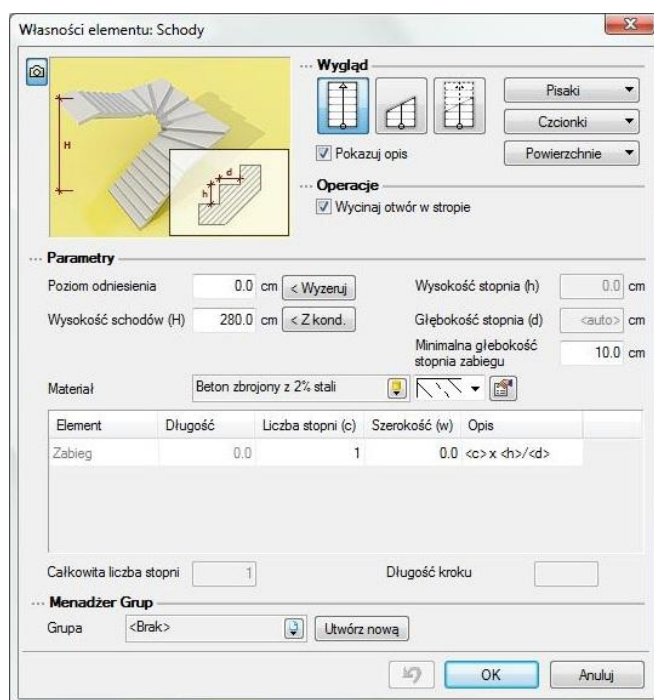 Własności elementu: Schody
H
d
h
Wygląd
Pokazuj opis
Operacje
Wycinaj otwór w stropie
Pisaki
Czcionki
Powierzchnie
Parametry
Poziom odniesienia 0.0 cm < Wyzeruj
Wysokość schodów (H) 280.0 cm < Z kond.
Wysokość stopnia (h) 0.0 cm
Głębokość stopnia (d) <auto> cm
Minimalna głebokość
stopnia zabiegu 10.0 cm
Materiał Beton zbrojony z 2% stali
Element Długość Liczba stopni (c) Szerokość (w) Opis
Zabieg 0.0 1 0.0 <c> x <h>/<d>
Całkowita liczba stopni 1 Długość kroku
Menadżer Grup
Grupa <Brak> Utwórz nową
OK Anuluj